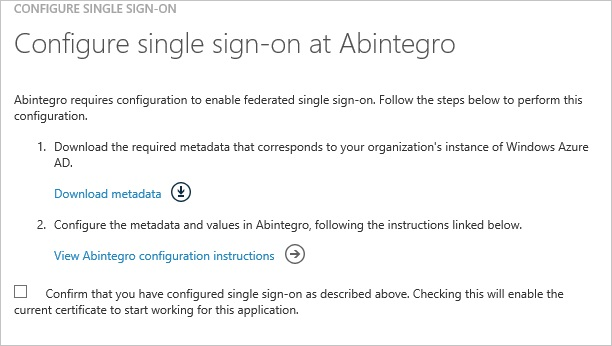 CONFIGURE SINGLE SIGN-ON
Configure single sign-on at Abintegro
Abintegro requires configuration to enable federated single sign-on. Follow the steps below to perform this
configuration.
1. Download the required metadata that corresponds to your organization's instance of Windows Azure
AD.
Download metadata
2. Configure the metadata and values in Abintegro, following the instructions linked below.
View Abintegro configuration instructions
Confirm that you have configured single sign-on as described above. Checking this will enable the
current certificate to start working for this application.